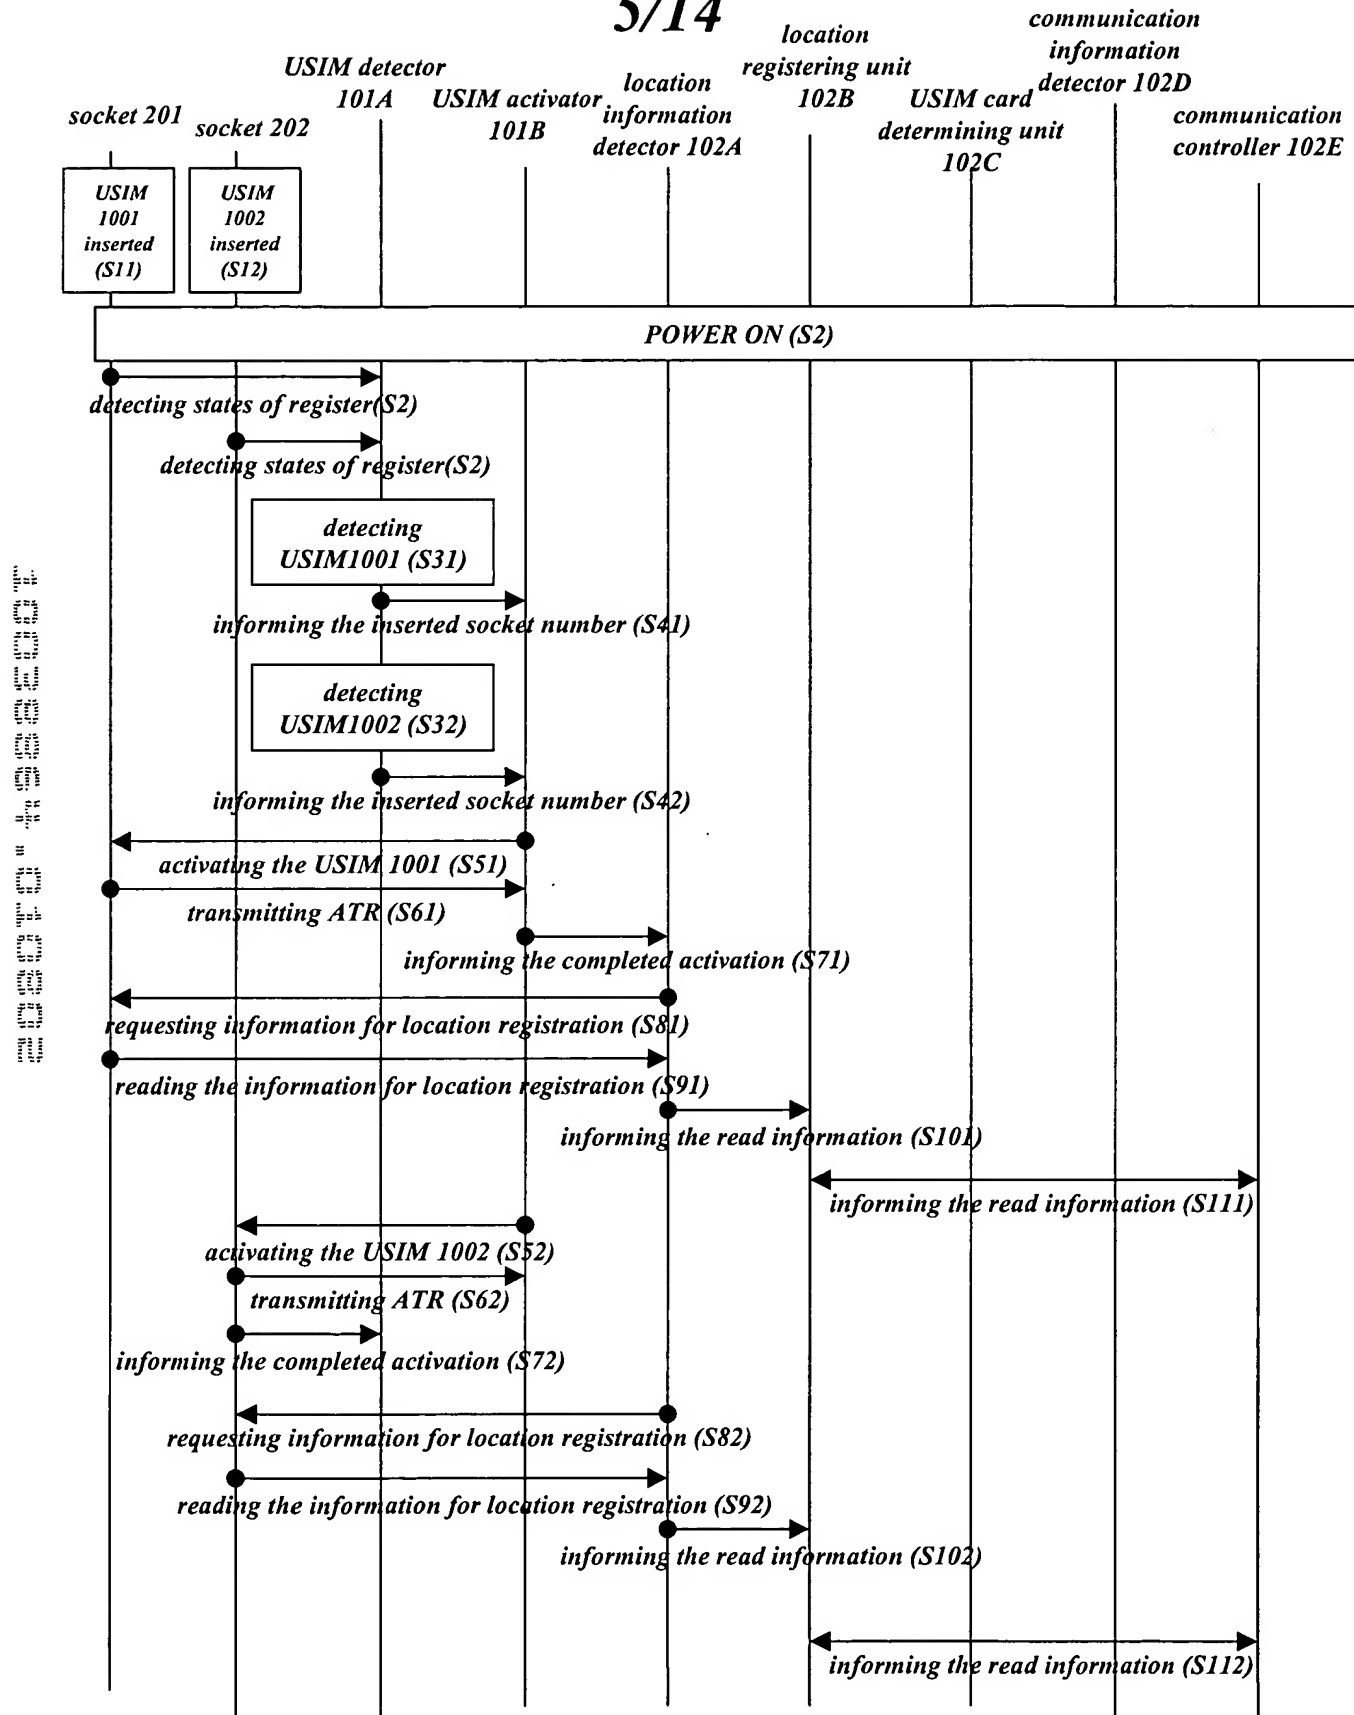 5/14
socket 201
socket 202
USIM detector
101A
USIM activator
101B
location
information
detector 102A
location
registering unit
102B
USIM card
determining unit
102C
communication
information
detector 102D
communication
controller 102E
USIM
1001
inserted
(S11)
USIM
1002
inserted
(S12)
POWER ON (S2)
detecting states of register(S2)
detecting states of register(S2)
detecting
USIM1001 (S31)
informing the inserted socket number (S41)
detecting
USIM1002 (S32)
informing the inserted socket number (S42)
activating the USIM 1001 (S51)
transmitting ATR (S61)
informing the completed activation (S71)
requesting information for location registration (S81)
reading the information for location registration (S91)
informing the read information (S101)
informing the read information (S111)
activating the USIM 1002 (S52)
transmitting ATR (S62)
informing the completed activation (S72)
requesting information for location registration (S82)
reading the information for location registration (S92)
informing the read information (S102)
informing the read information (S112)